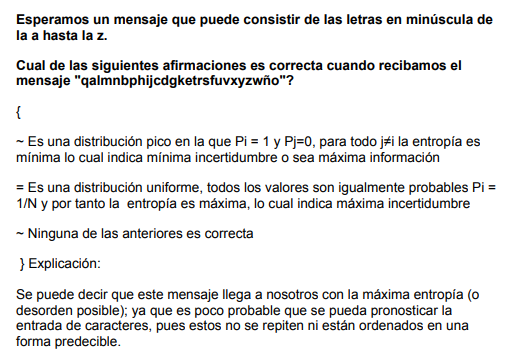 Esperamos un mensaje que puede consistir de las letras en minúscula de
la a hasta la z.
Cual de las siguientes afirmaciones es correcta cuando recibamos el
mensaje "qalmnbphijcdgketrsfuvxyzwño"?
{
~ Es una distribución pico en la que Pi = 1 y Pj=0, para todo j≠i la entropía es
mínima lo cual indica mínima incertidumbre o sea máxima información
= Es una distribución uniforme, todos los valores son igualmente probables Pi =
1/N y por tanto la entropía es máxima, lo cual indica máxima incertidumbre
~ Ninguna de las anteriores es correcta
} Explicación:
Se puede decir que este mensaje llega a nosotros con la máxima entropía (o
desorden posible); ya que es poco probable que se pueda pronosticar la
entrada de caracteres, pues estos no se repiten ni están ordenados en una
forma predecible.